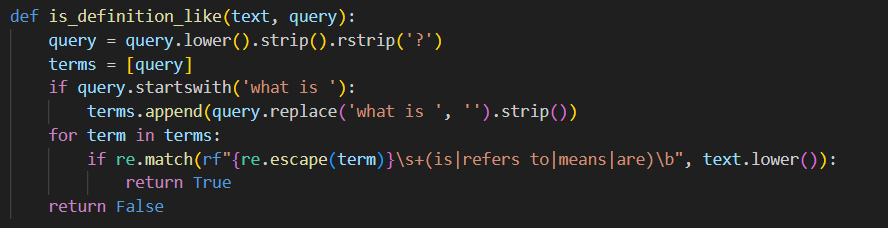 def is_definition_like(text, query):
    query = query.lower().strip().rstrip('?')
    terms = [query]
    if query.startswith('what is '):
        terms.append(query.replace('what is ', '').strip())
    for term in terms:
        if re.match(rf"{re.escape(term)}\s+(is|refers to|means|are)\b", text.lower()):
            return True
    return False